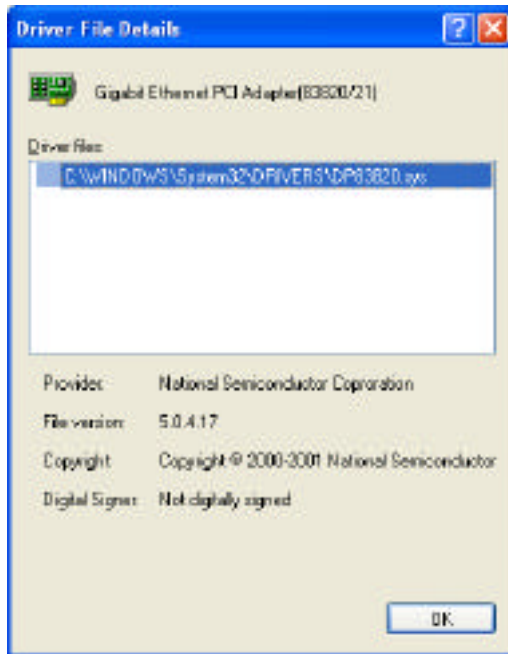 Driver File Details
Gigabit Ethernet PCI Adapter(83820/21)
Driver files:
C:\WINDOWS\System32\DRIVERS\DP83820.sys
Provider: National Semiconductor Coproration
File version: 5.0.4.17
Copyright: Copyright © 2000-2001 National Semiconductor
Digital Signer: Not digitally signed
OK